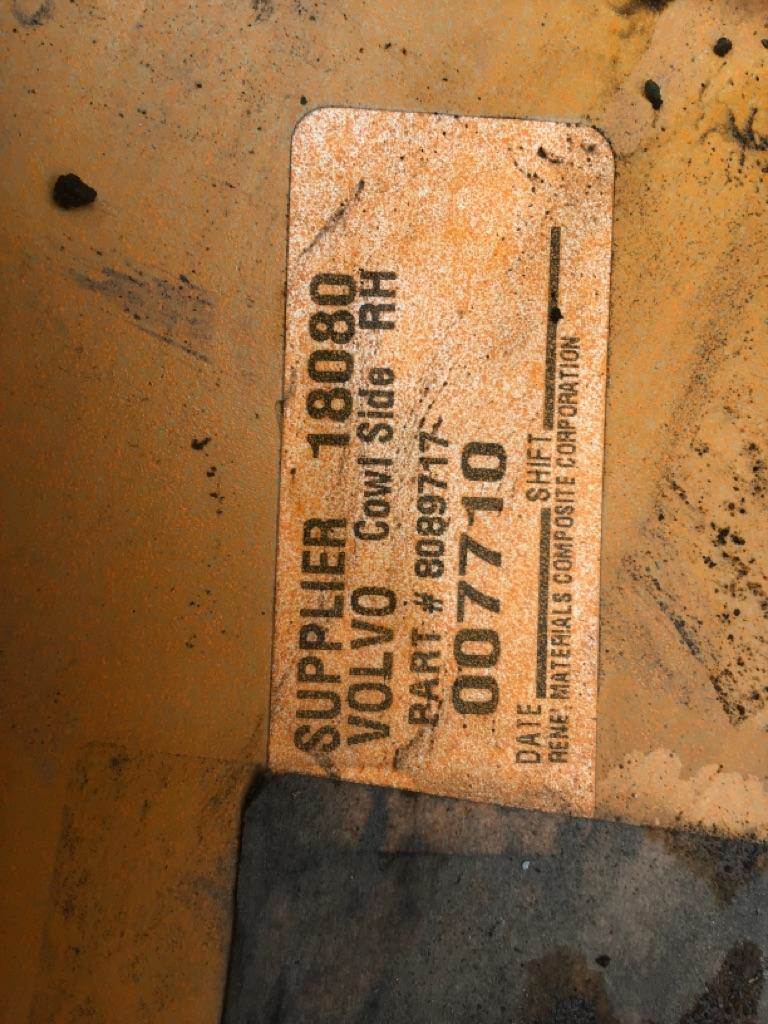 SUPPLIER 18080
VOLVO Cowl Side RH
PART # 8089717
007710
DATE SHIFT
RENE' MATERIALS COMPOSITE CORPORATION